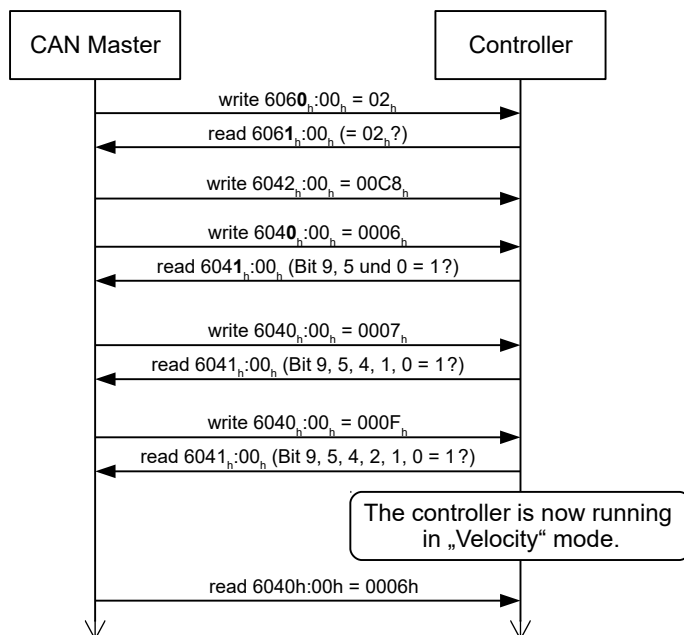 CAN Master
Controller
write 6060ₕ:00ₕ = 02ₕ
read 6061ₕ:00ₕ (= 02ₕ?)
write 6042ₕ:00ₕ = 00C8ₕ
write 6040ₕ:00ₕ = 0006ₕ
read 6041ₕ:00ₕ (Bit 9, 5 und 0 = 1?)
write 6040ₕ:00ₕ = 0007ₕ
read 6041ₕ:00ₕ (Bit 9, 5, 4, 1, 0 = 1?)
write 6040ₕ:00ₕ = 000Fₕ
read 6041ₕ:00ₕ (Bit 9, 5, 4, 2, 1, 0 = 1?)
The controller is now running
in „Velocity“ mode.
read 6040h:00h = 0006h